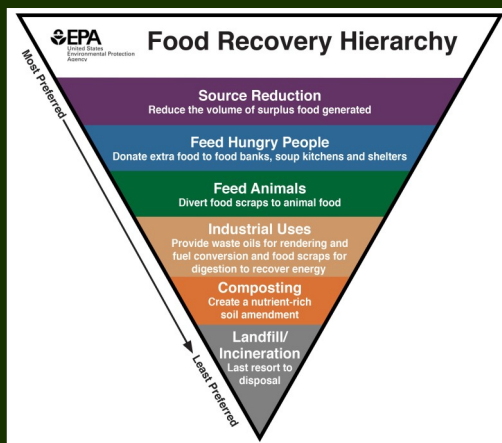 EPA
United States
Environmental Protection
Agency
Food Recovery Hierarchy
Most Preferred
Source Reduction
Reduce the volume of surplus food generated
Feed Hungry People
Donate extra food to food banks, soup kitchens and shelters
Feed Animals
Divert food scraps to animal food
Industrial Uses
Provide waste oils for rendering and
fuel conversion and food scraps for
digestion to recover energy
Composting
Create a nutrient-rich
soil amendment
Landfill/
Incineration
Last resort to
disposal
Least Preferred